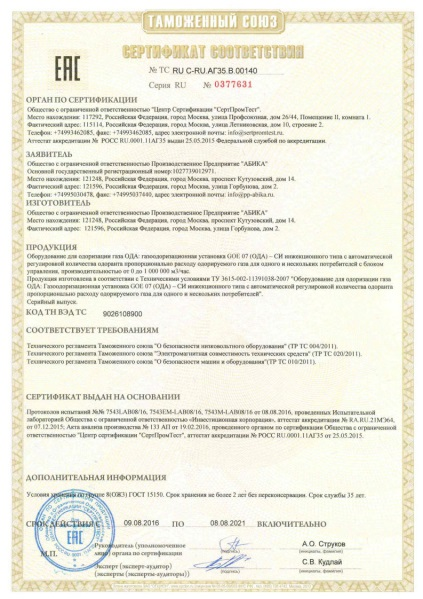 ТАМОЖЕННЫЙ СОЮЗ
СЕРТИФИКАТ СООТВЕТСТВИЯ
ЕАС
№ ТС RU C-RU.АГ35.В.00140
Серия RU № 0377631
ОРГАН ПО СЕРТИФИКАЦИИ
Общество с ограниченной ответственностью "Центр Сертификации "СертПромТест".
Место нахождения: 117292, Российская Федерация, город Москва, улица Профсоюзная, дом 26/44, Помещение II, комната 1.
Фактический адрес: 115114, Российская Федерация, город Москва, улица Летниковская, дом 10, строение 2.
Телефон: +74993462085, факс: +74993462085, адрес электронной почты: info@sertpromtest.ru.
Аттестат аккредитации № РОСС RU.0001.11АГ35 выдан 25.05.2015 Федеральной службой по аккредитации.
ЗАЯВИТЕЛЬ
Общество с ограниченной ответственностью Производственное Предприятие "АБИКА"
Основной государственный регистрационный номер: 1027739012971.
Место нахождения: 121248, Российская Федерация, город Москва, проспект Кутузовский, дом 14.
Фактический адрес: 121596, Российская Федерация, город Москва, улица Горбунова, дом 2.
Телефон: +74995030478, факс: +74995037440, адрес электронной почты: info@pp-abika.ru
ИЗГОТОВИТЕЛЬ
Общество с ограниченной ответственностью Производственное Предприятие "АБИКА"
Место нахождения: 121248, Российская Федерация, город Москва, проспект Кутузовский, дом 14.
Фактический адрес: 121596, Российская Федерация, город Москва, улица Горбунова, дом 2.
ПРОДУКЦИЯ
Оборудование для одоризации газа ОДА: газоодоризационная установка GOE 07 (ОДА) – СИ инжекционного типа с автоматической
регулировкой количества одоранта пропорционально расходу одорируемого газа для одного и нескольких потребителей с блоком
управления, производительностью от 0 до 1 000 000 м3/час.
Продукция изготовлена в соответствии с Техническими условиями ТУ 3615-002-11391038-2007 "Оборудование для одоризации газа
ОДА: Газоодоризационная установка GOE 07 (ОДА) – СИ инжекционного типа с автоматической регулировкой количества одоранта
пропорционально расходу одорируемого газа для одного и нескольких потребителей".
Серийный выпуск.
КОД ТН ВЭД ТС 9026108900
СООТВЕТСТВУЕТ ТРЕБОВАНИЯМ
Технического регламента Таможенного союза "О безопасности низковольтного оборудования" (ТР ТС 004/2011).
Технического регламента Таможенного союза "Электромагнитная совместимость технических средств" (ТР ТС 020/2011).
Технического регламента Таможенного союза "О безопасности машин и оборудования"(ТР ТС 010/2011).
СЕРТИФИКАТ ВЫДАН НА ОСНОВАНИИ
Протоколов испытаний №№ 7543L-LAB08/16, 7543EM-LAB08/16, 7543М-LAB08/16 от 08.08.2016, проведенных Испытательной
лабораторией Общества с ограниченной ответственностью «Инвестиционная корпорация», аттестат аккредитации № RA.RU.21МЭ64,
от 07.12.2015; Акта анализа производства № 133 АП от 19.02.2016, проведенного органом по сертификации Общества с ограниченной
ответственностью "Центр сертификации "СертПромТест", аттестат аккредитации № РОСС RU.0001.11АГ35 от 25.05.2015.
ДОПОЛНИТЕЛЬНАЯ ИНФОРМАЦИЯ
Условия хранения по группе 8(ОЖ3) ГОСТ 15150. Срок хранения не более 2 лет без переконсервации. Срок службы 35 лет.
СРОК ДЕЙСТВИЯ С 09.08.2016 ПО 08.08.2021 ВКЛЮЧИТЕЛЬНО
М.П.
Руководитель (уполномоченное
лицо) органа по сертификации
(подпись)
А.О. Струков
(инициалы, фамилия)
Эксперт (эксперт-аудитор)
(эксперты (эксперты-аудиторы))
(подпись)
С.В. Кудлай
(инициалы, фамилия)